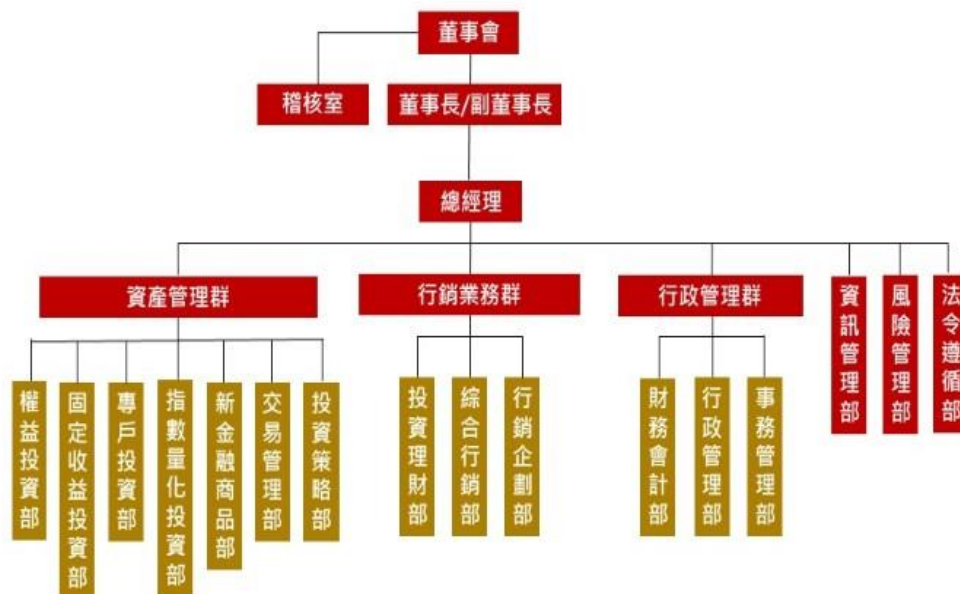 董事會
稽核室
董事長/副董事長
總經理
資產管理群
行銷業務群
行政管理群
資訊管理部
風險管理部
法令遵循部
權益投資部
固定收益投資部
專戶投資部
指數量化投資部
新金融商品部
交易管理部
投資策略部
投資理財部
綜合行銷部
行銷企劃部
財務會計部
行政管理部
事務管理部